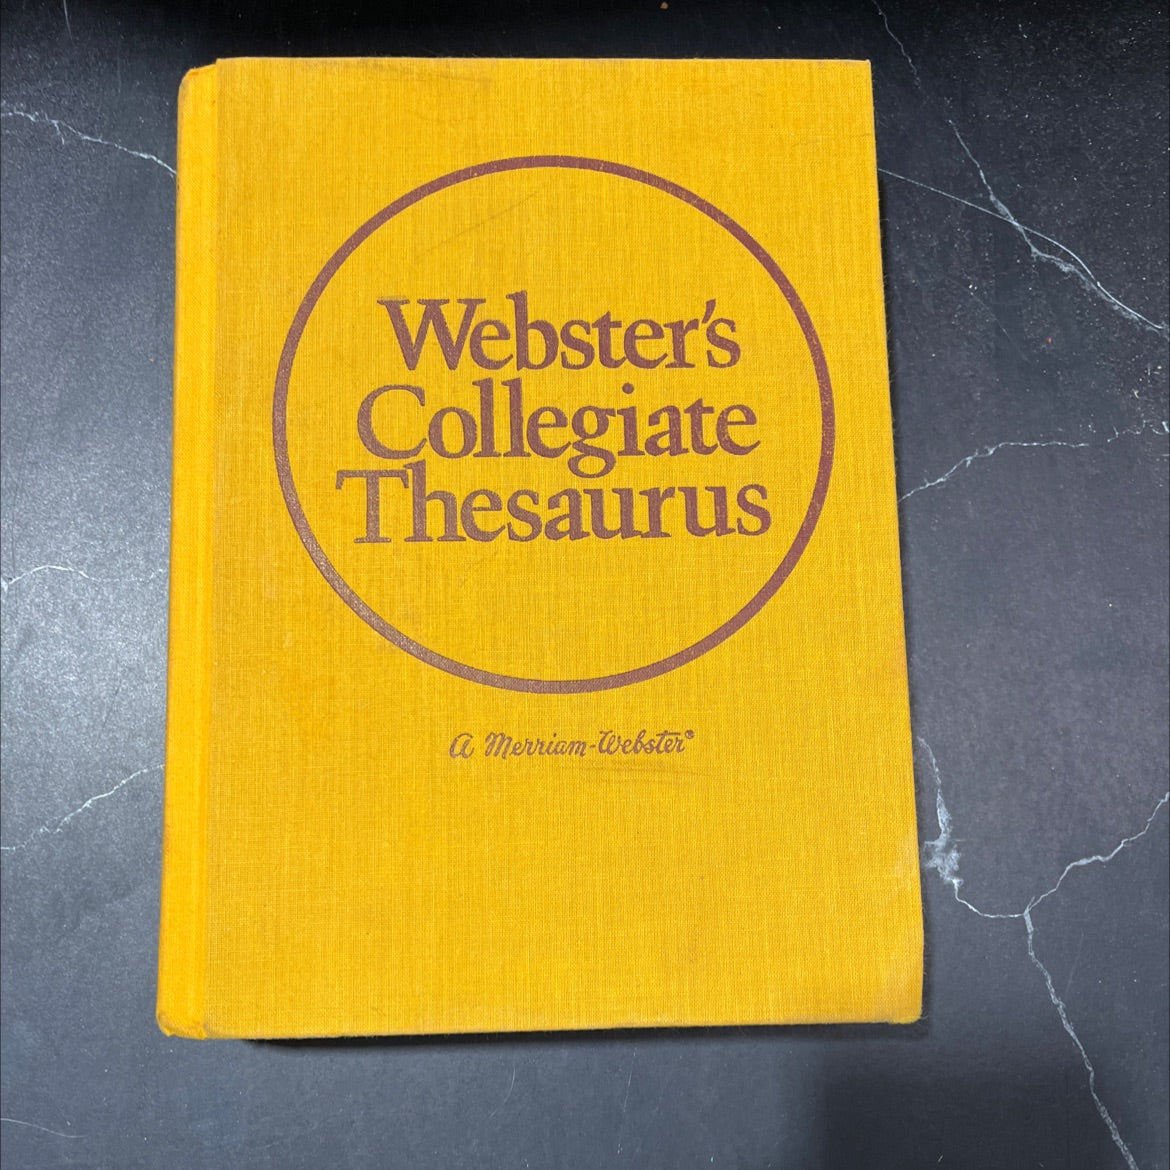 Webster's
Collegiate
Thesaurus
A Merriam-Webster®